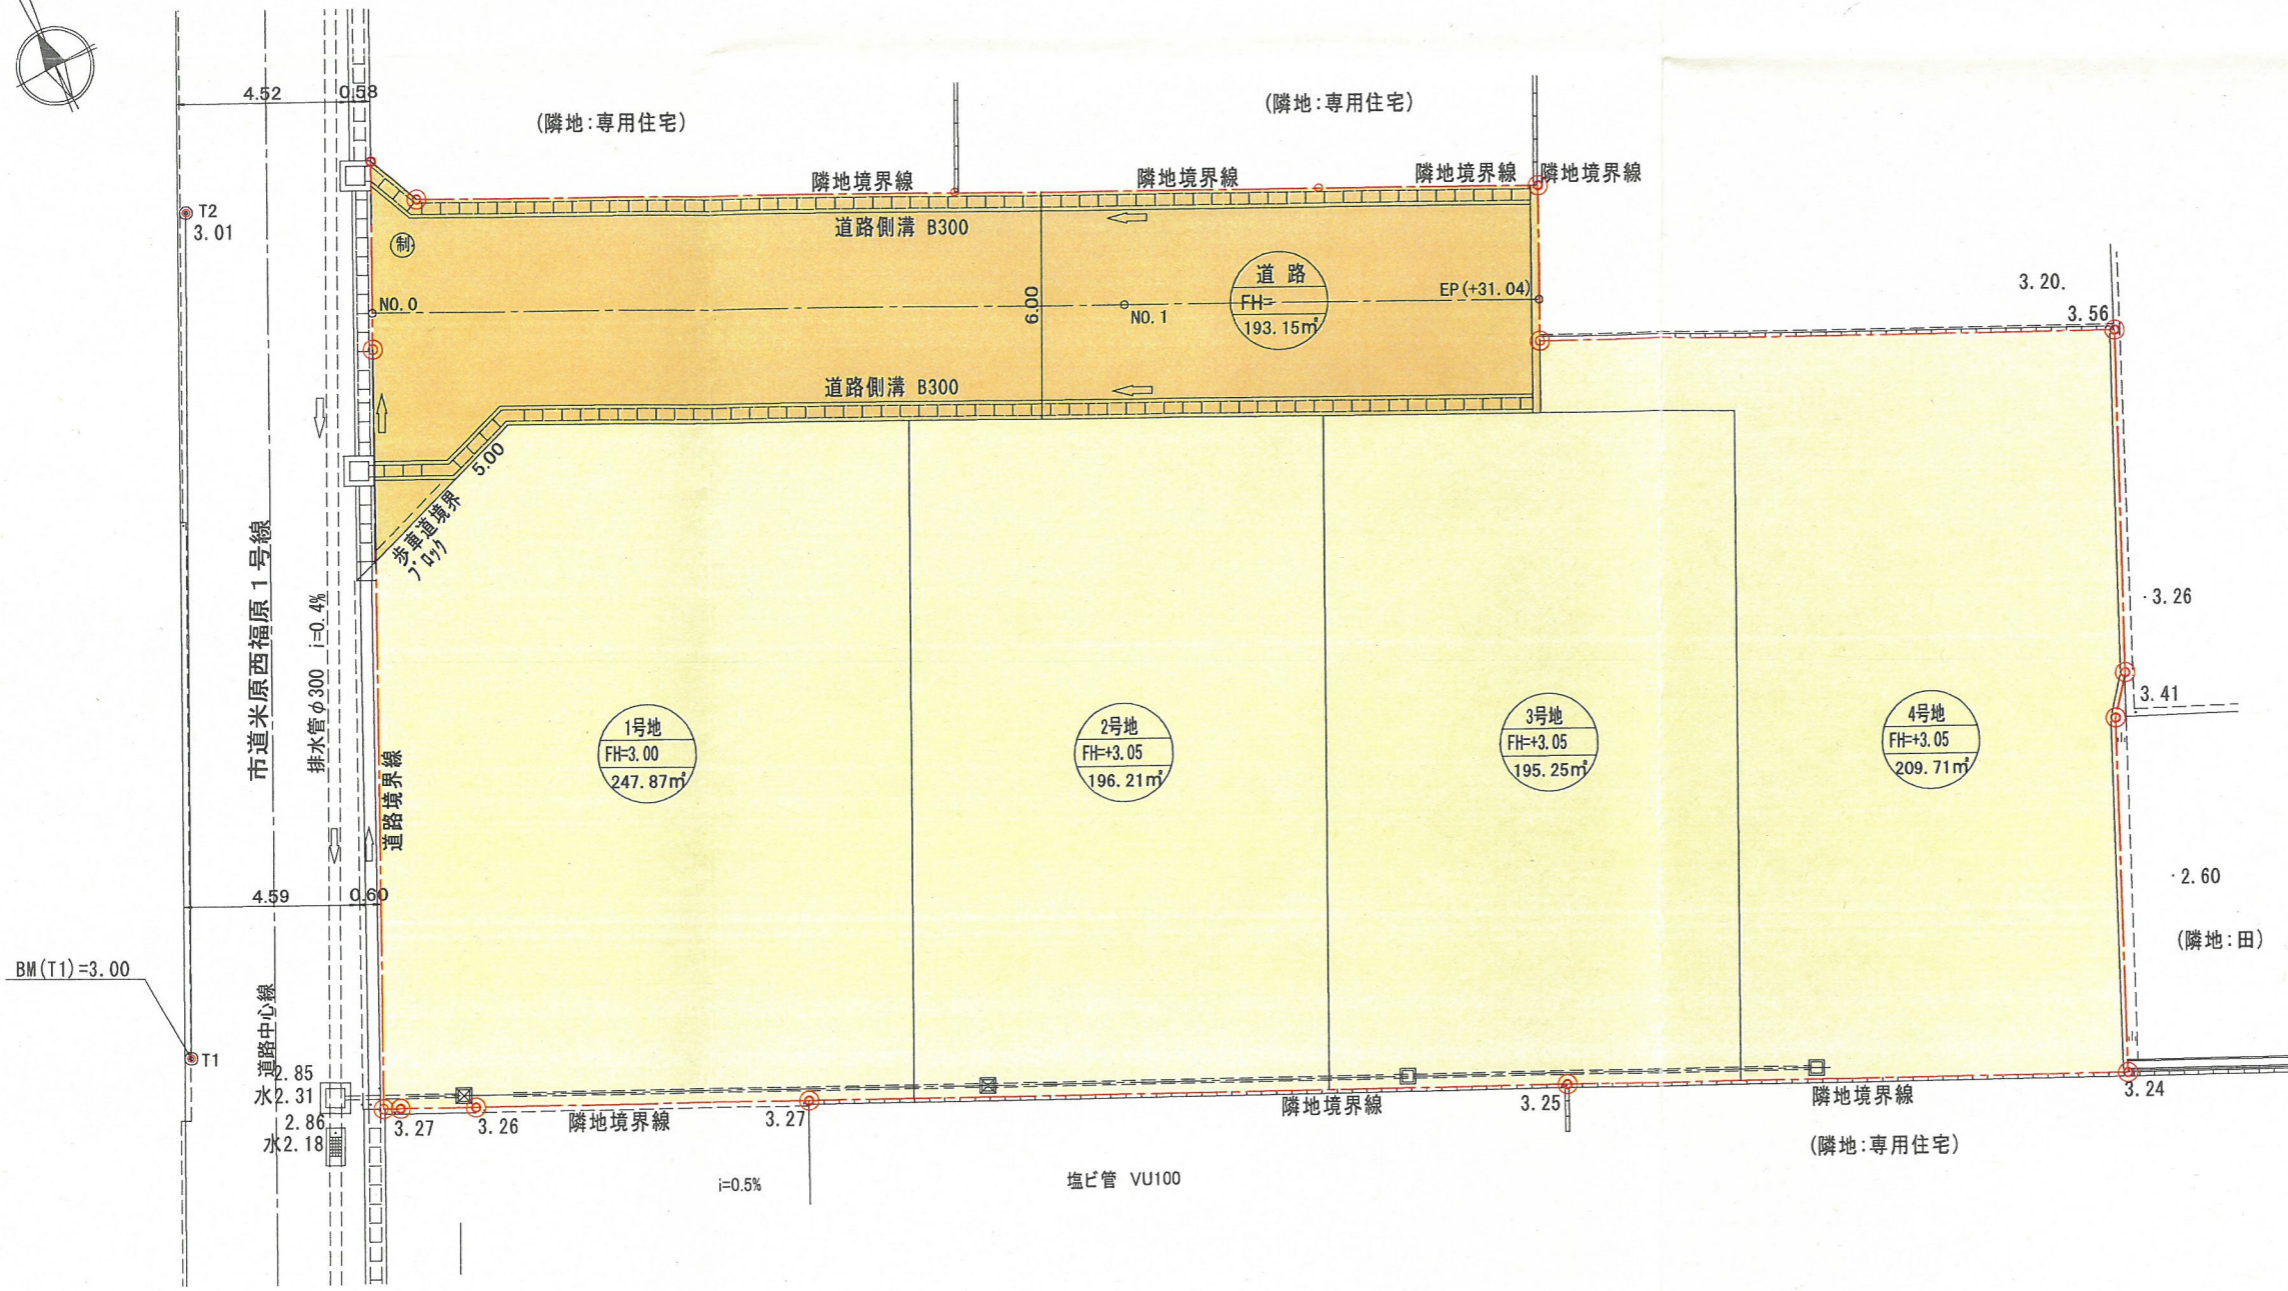 4.52
0.58
(隣地:専用住宅)
(隣地:専用住宅)
隣地境界線
隣地境界線
隣地境界線
隣地境界線
T2
3.01
道路側溝 B300
制
道 路
FH=
193.15㎡
NO.0
6.00
NO.1
EP(+31.04)
3.20.
3.56
道路側溝 B300
5.00
歩車道境界
ブロック
市道米原西福原1号線
排水管φ300 i=0.4%
道路境界線
1号地
FH=3.00
247.87㎡
2号地
FH=+3.05
196.21㎡
3号地
FH=+3.05
195.25㎡
4号地
FH=+3.05
209.71㎡
·3.26
3.41
·2.60
(隣地:田)
4.59
0.60
BM(T1)=3.00
T1
道路中心線
2.85
水2.31
2.86
水2.18
3.27
3.26
隣地境界線
3.27
隣地境界線
3.25
隣地境界線
3.24
(隣地:専用住宅)
i=0.5%
塩ビ管 VU100